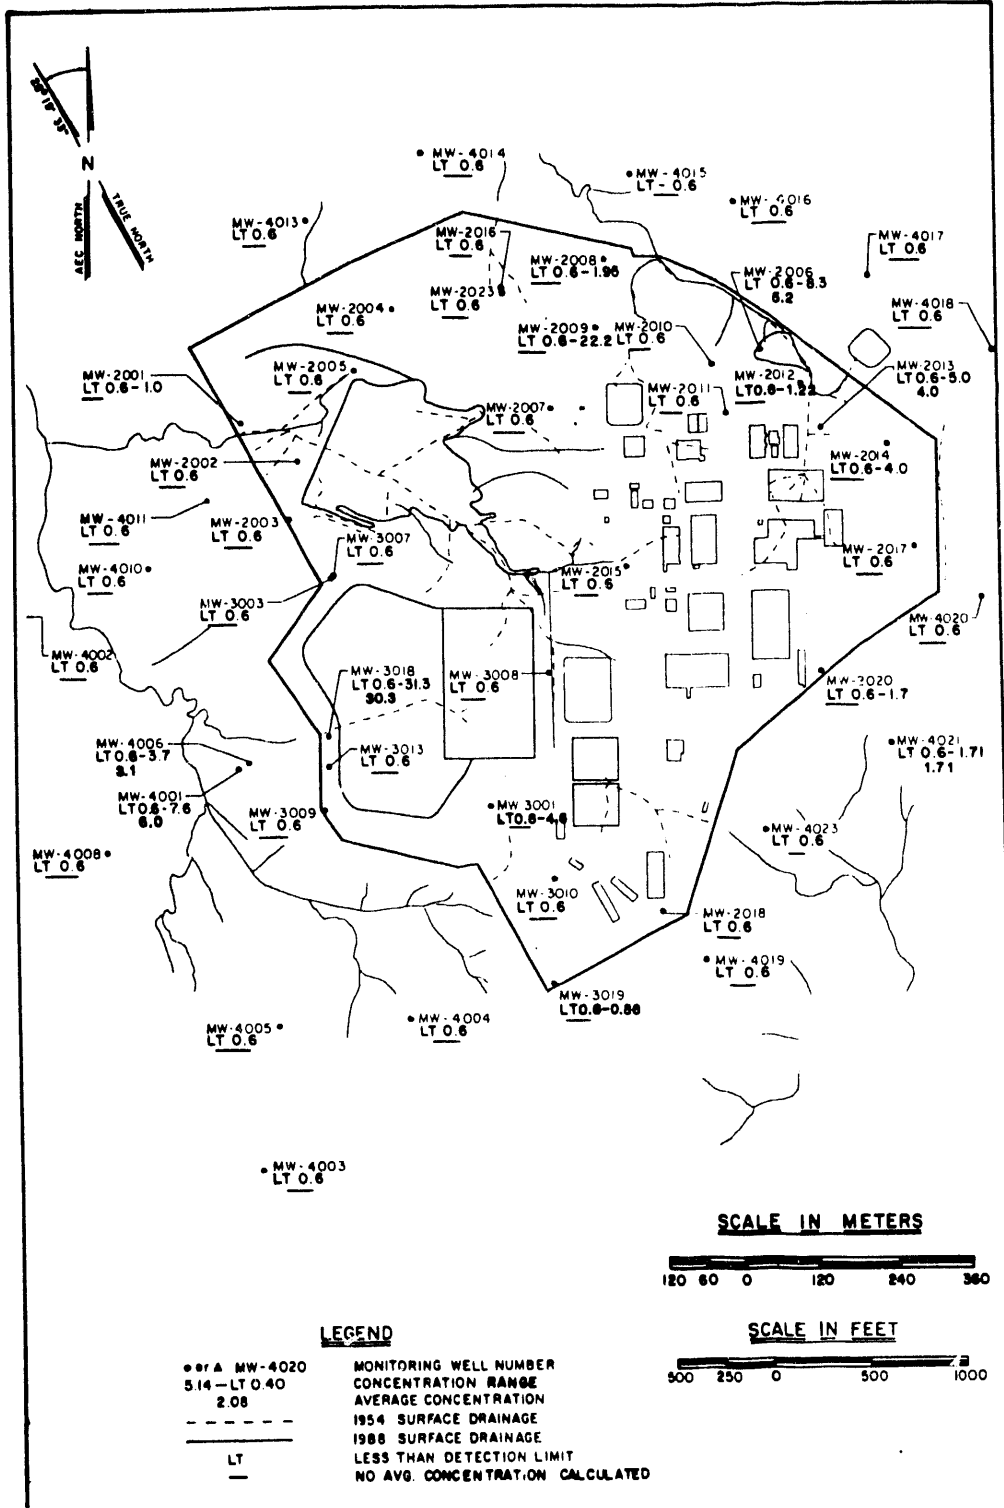 28° 19' 33"
N
AEC NORTH
TRUE NORTH
MW-4014
LT 0.6
MW-4015
LT- 0.6
MW-4016
LT 0.6
MW-4013
LT 0.6
MW-2016
LT 0.6
MW-2008
LT 0.6-1.96
MW-4017
LT 0.6
MW-2006
LT 0.6-8.3
MW-2023
LT 0.6
MW-2004
LT 0.6
MW-4018
LT 0.6
MW-2009
LT 0.6-22.2
MW-2010
LT 0.6
MW-2001
LT 0.6-1.0
MW-2005
LT 0.6
MW-2012
LT0.6-1.22
MW-2013
LT 0.6-5.0
4.0
MW-2011
LT 0.6
MW-2007
LT 0.6
MW-2002
LT 0.6
MW-2014
LT0.6-4.0
MW-4011
LT 0.6
MW-2003
LT 0.6
MW-3007
LT 0.6
MW-2017
LT 0.6
MW-4010
LT 0.6
MW-2015
LT 0.6
MW-3003
LT 0.6
MW-4020
LT 0.6
MW-4002
LT 0.6
MW-3018
LT 0.6-31.3
30.3
MW-3008
LT 0.6
LT 0.6-1.7
MW-4006
LT0.6-3.7
MW-3013
LT 0.6
MW-4021
LT 0.6-1.71
1.71
MW-4001
LT0.6-7.6
6.0
MW-3009
LT 0.6
MW-3001
MW-4023
LT 0.6
MW-4008
LT 0.6
MW-3010
LT 0.6
MW-2018
LT 0.6
MW-4019
LT 0.6
MW-3019
MW-4005
LT 0.6
MW-4004
LT 0.6
MW-4003
LT 0.6
SCALE IN METERS
120 60 0 120 240 360
SCALE IN FEET
500 250 0 500 1000
LEGEND
MW-4020 MONITORING WELL NUMBER
5.14-LT 0.40 CONCENTRATION RANGE
2.08 AVERAGE CONCENTRATION
1954 SURFACE DRAINAGE
1988 SURFACE DRAINAGE
LT LESS THAN DETECTION LIMIT
NO AVG. CONCENTRATION CALCULATED